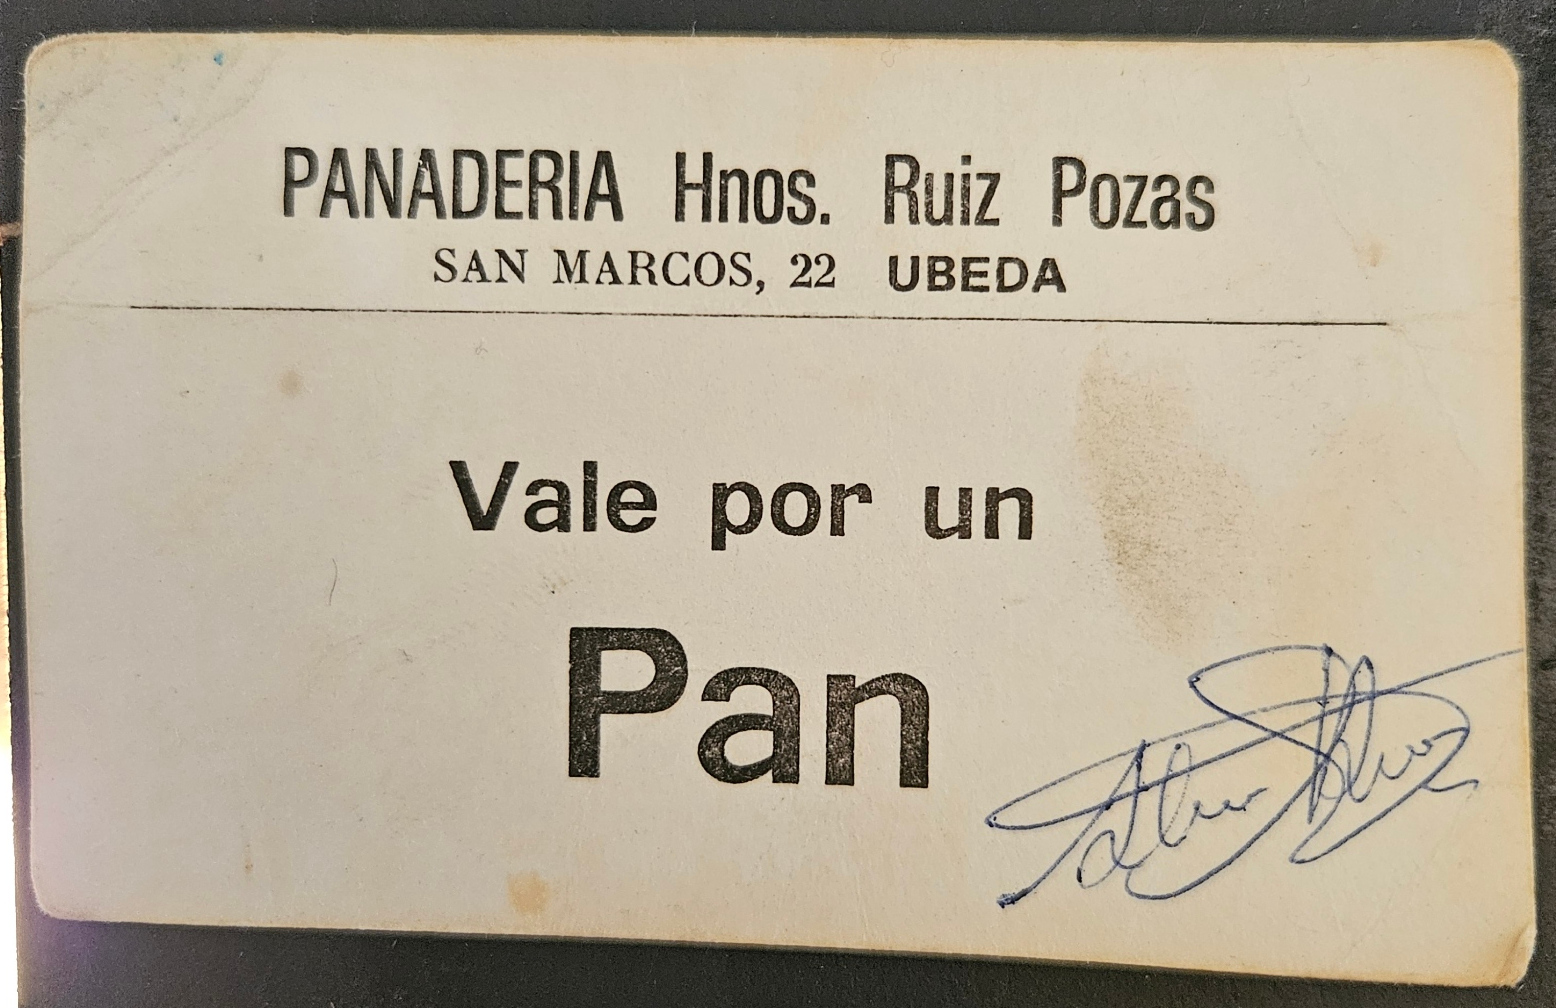 PANADERIA Hnos. Ruiz Pozas
SAN MARCOS, 22 UBEDA
Vale por un
Pan